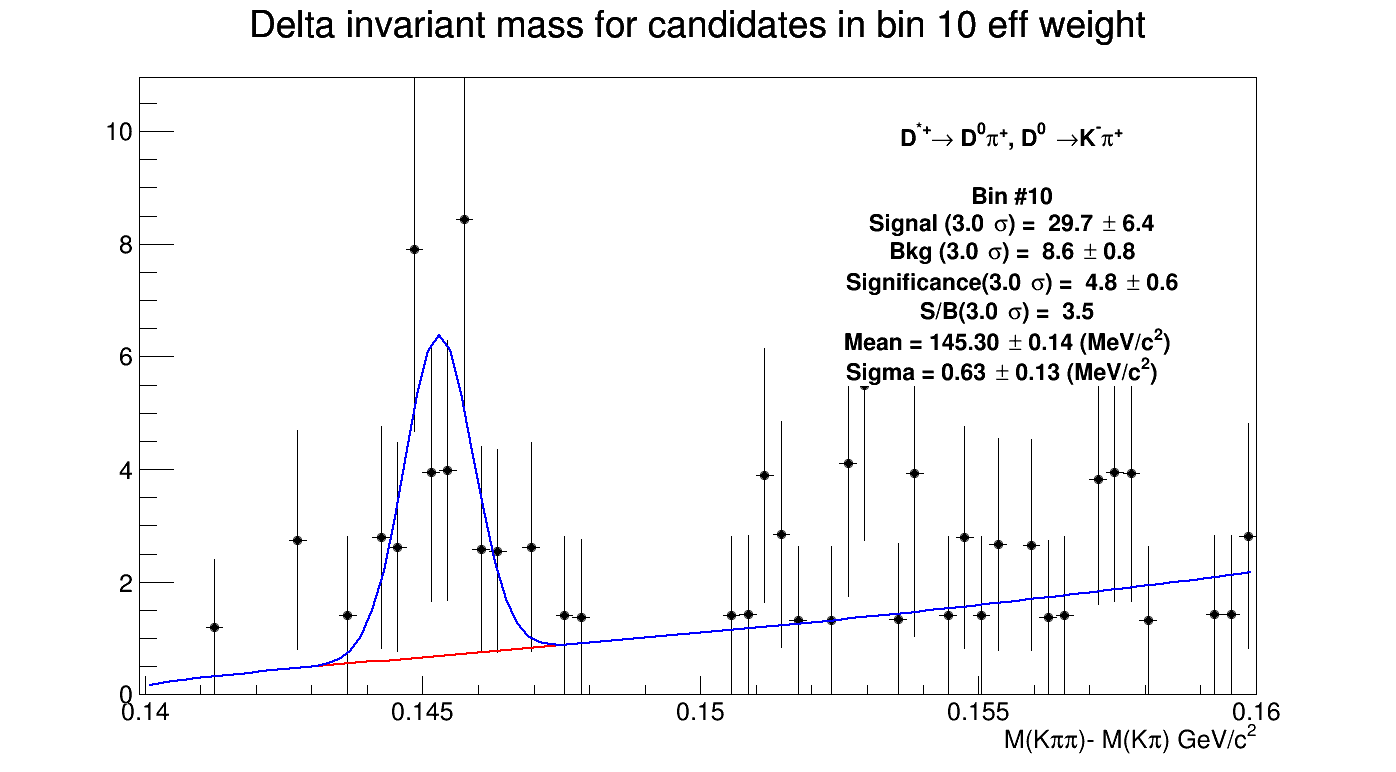 Delta invariant mass for candidates in bin 10 eff weight
D*+→ D0π+, D0 →K-π+
Bin #10
Signal (3.0 σ) = 29.7 ± 6.4
Bkg (3.0 σ) = 8.6 ± 0.8
Significance(3.0 σ) = 4.8 ± 0.6
S/B(3.0 σ) = 3.5
Mean = 145.30 ± 0.14 (MeV/c2)
Sigma = 0.63 ± 0.13 (MeV/c2)
10
8
6
4
2
0
0.14 0.145 0.15 0.155 0.16
M(Kππ)- M(Kπ) GeV/c2